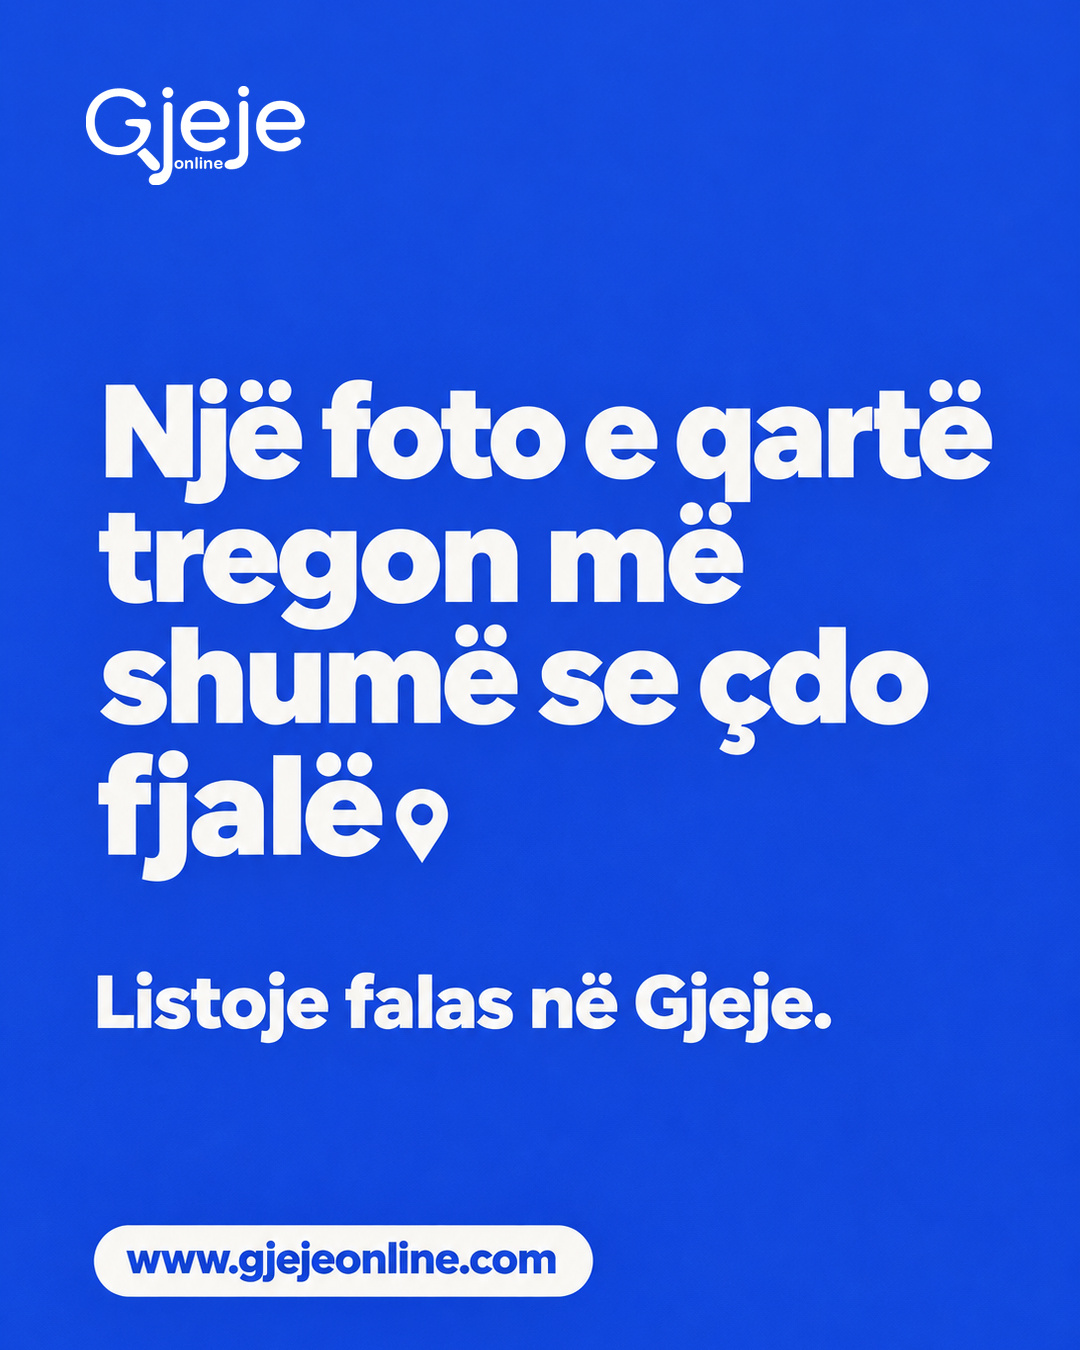 Gjeje
online
Një foto e qartë
tregon më
shumë se çdo
fjalë
Listoje falas në Gjeje.
www.gjejeonline.com